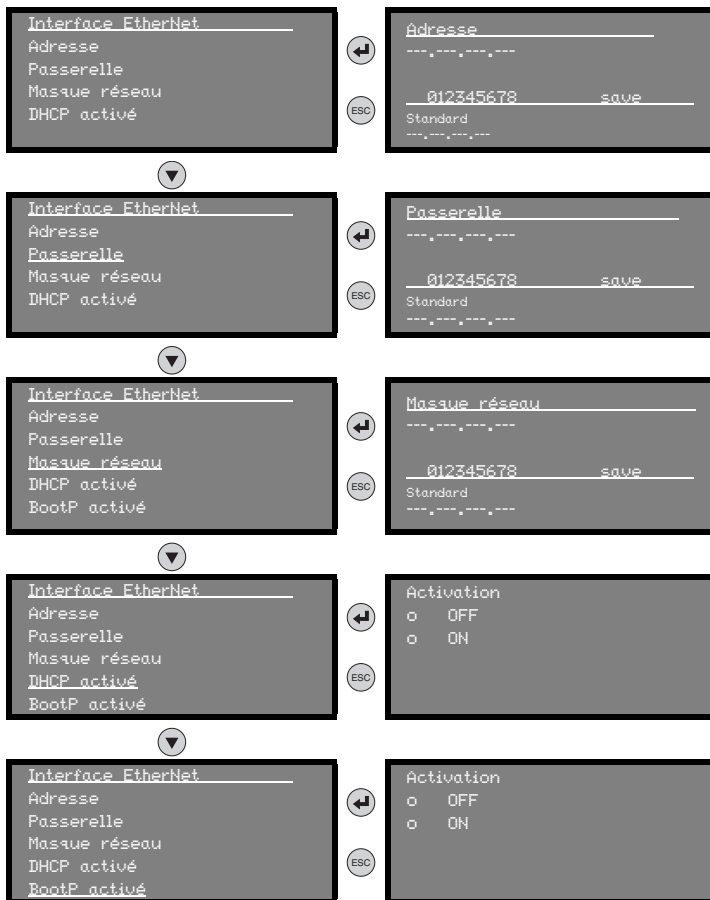 Interface EtherNet
Adresse
Passerelle
Masque réseau
DHCP activé
ESC
Adresse
---.---.---.---
012345678 save
Standard
---.---.---.---
Interface EtherNet
Adresse
Passerelle
Masque réseau
DHCP activé
ESC
Passerelle
---.---.---.---
012345678 save
Standard
---.---.---.---
Interface EtherNet
Adresse
Passerelle
Masque réseau
DHCP activé
BootP activé
ESC
Masque réseau
---.---.---.---
012345678 save
Standard
---.---.---.---
Interface EtherNet
Adresse
Passerelle
Masque réseau
DHCP activé
BootP activé
ESC
Activation
o OFF
o ON
Interface EtherNet
Adresse
Passerelle
Masque réseau
DHCP activé
BootP activé
ESC
Activation
o OFF
o ON